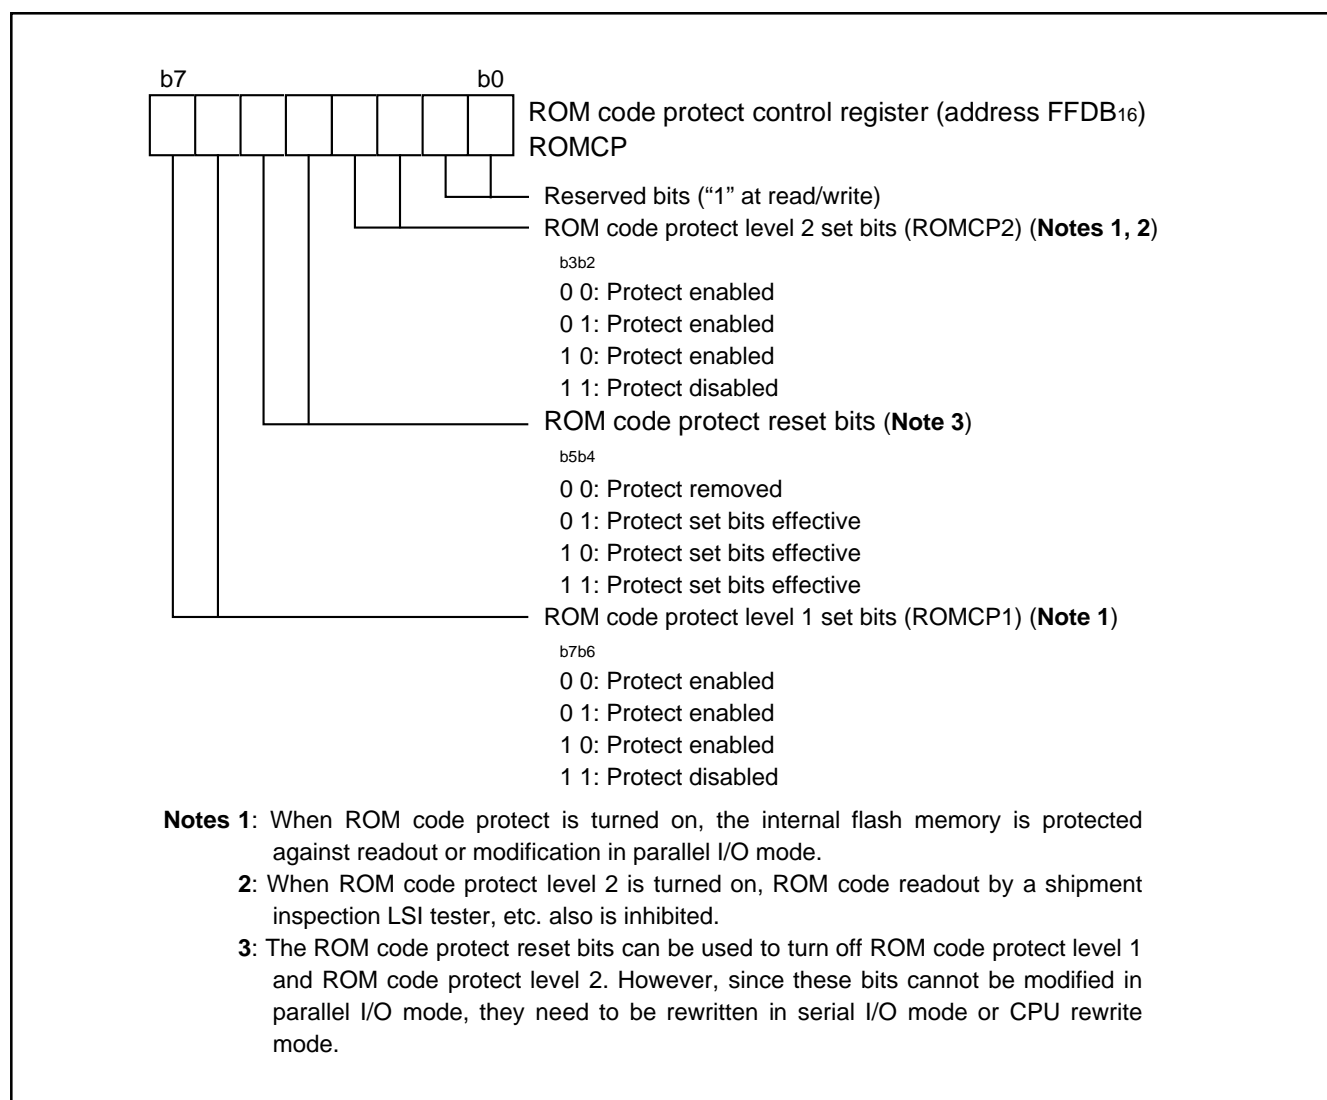 b7 b0
ROM code protect control register (address FFDB16)
ROMCP
Reserved bits (“1” at read/write)
ROM code protect level 2 set bits (ROMCP2) (Notes 1, 2)
b3b2
0 0: Protect enabled
0 1: Protect enabled
1 0: Protect enabled
1 1: Protect disabled
ROM code protect reset bits (Note 3)
b5b4
0 0: Protect removed
0 1: Protect set bits effective
1 0: Protect set bits effective
1 1: Protect set bits effective
ROM code protect level 1 set bits (ROMCP1) (Note 1)
b7b6
0 0: Protect enabled
0 1: Protect enabled
1 0: Protect enabled
1 1: Protect disabled
Notes 1: When ROM code protect is turned on, the internal flash memory is protected
against readout or modification in parallel I/O mode.
2: When ROM code protect level 2 is turned on, ROM code readout by a shipment
inspection LSI tester, etc. also is inhibited.
3: The ROM code protect reset bits can be used to turn off ROM code protect level 1
and ROM code protect level 2. However, since these bits cannot be modified in
parallel I/O mode, they need to be rewritten in serial I/O mode or CPU rewrite
mode.